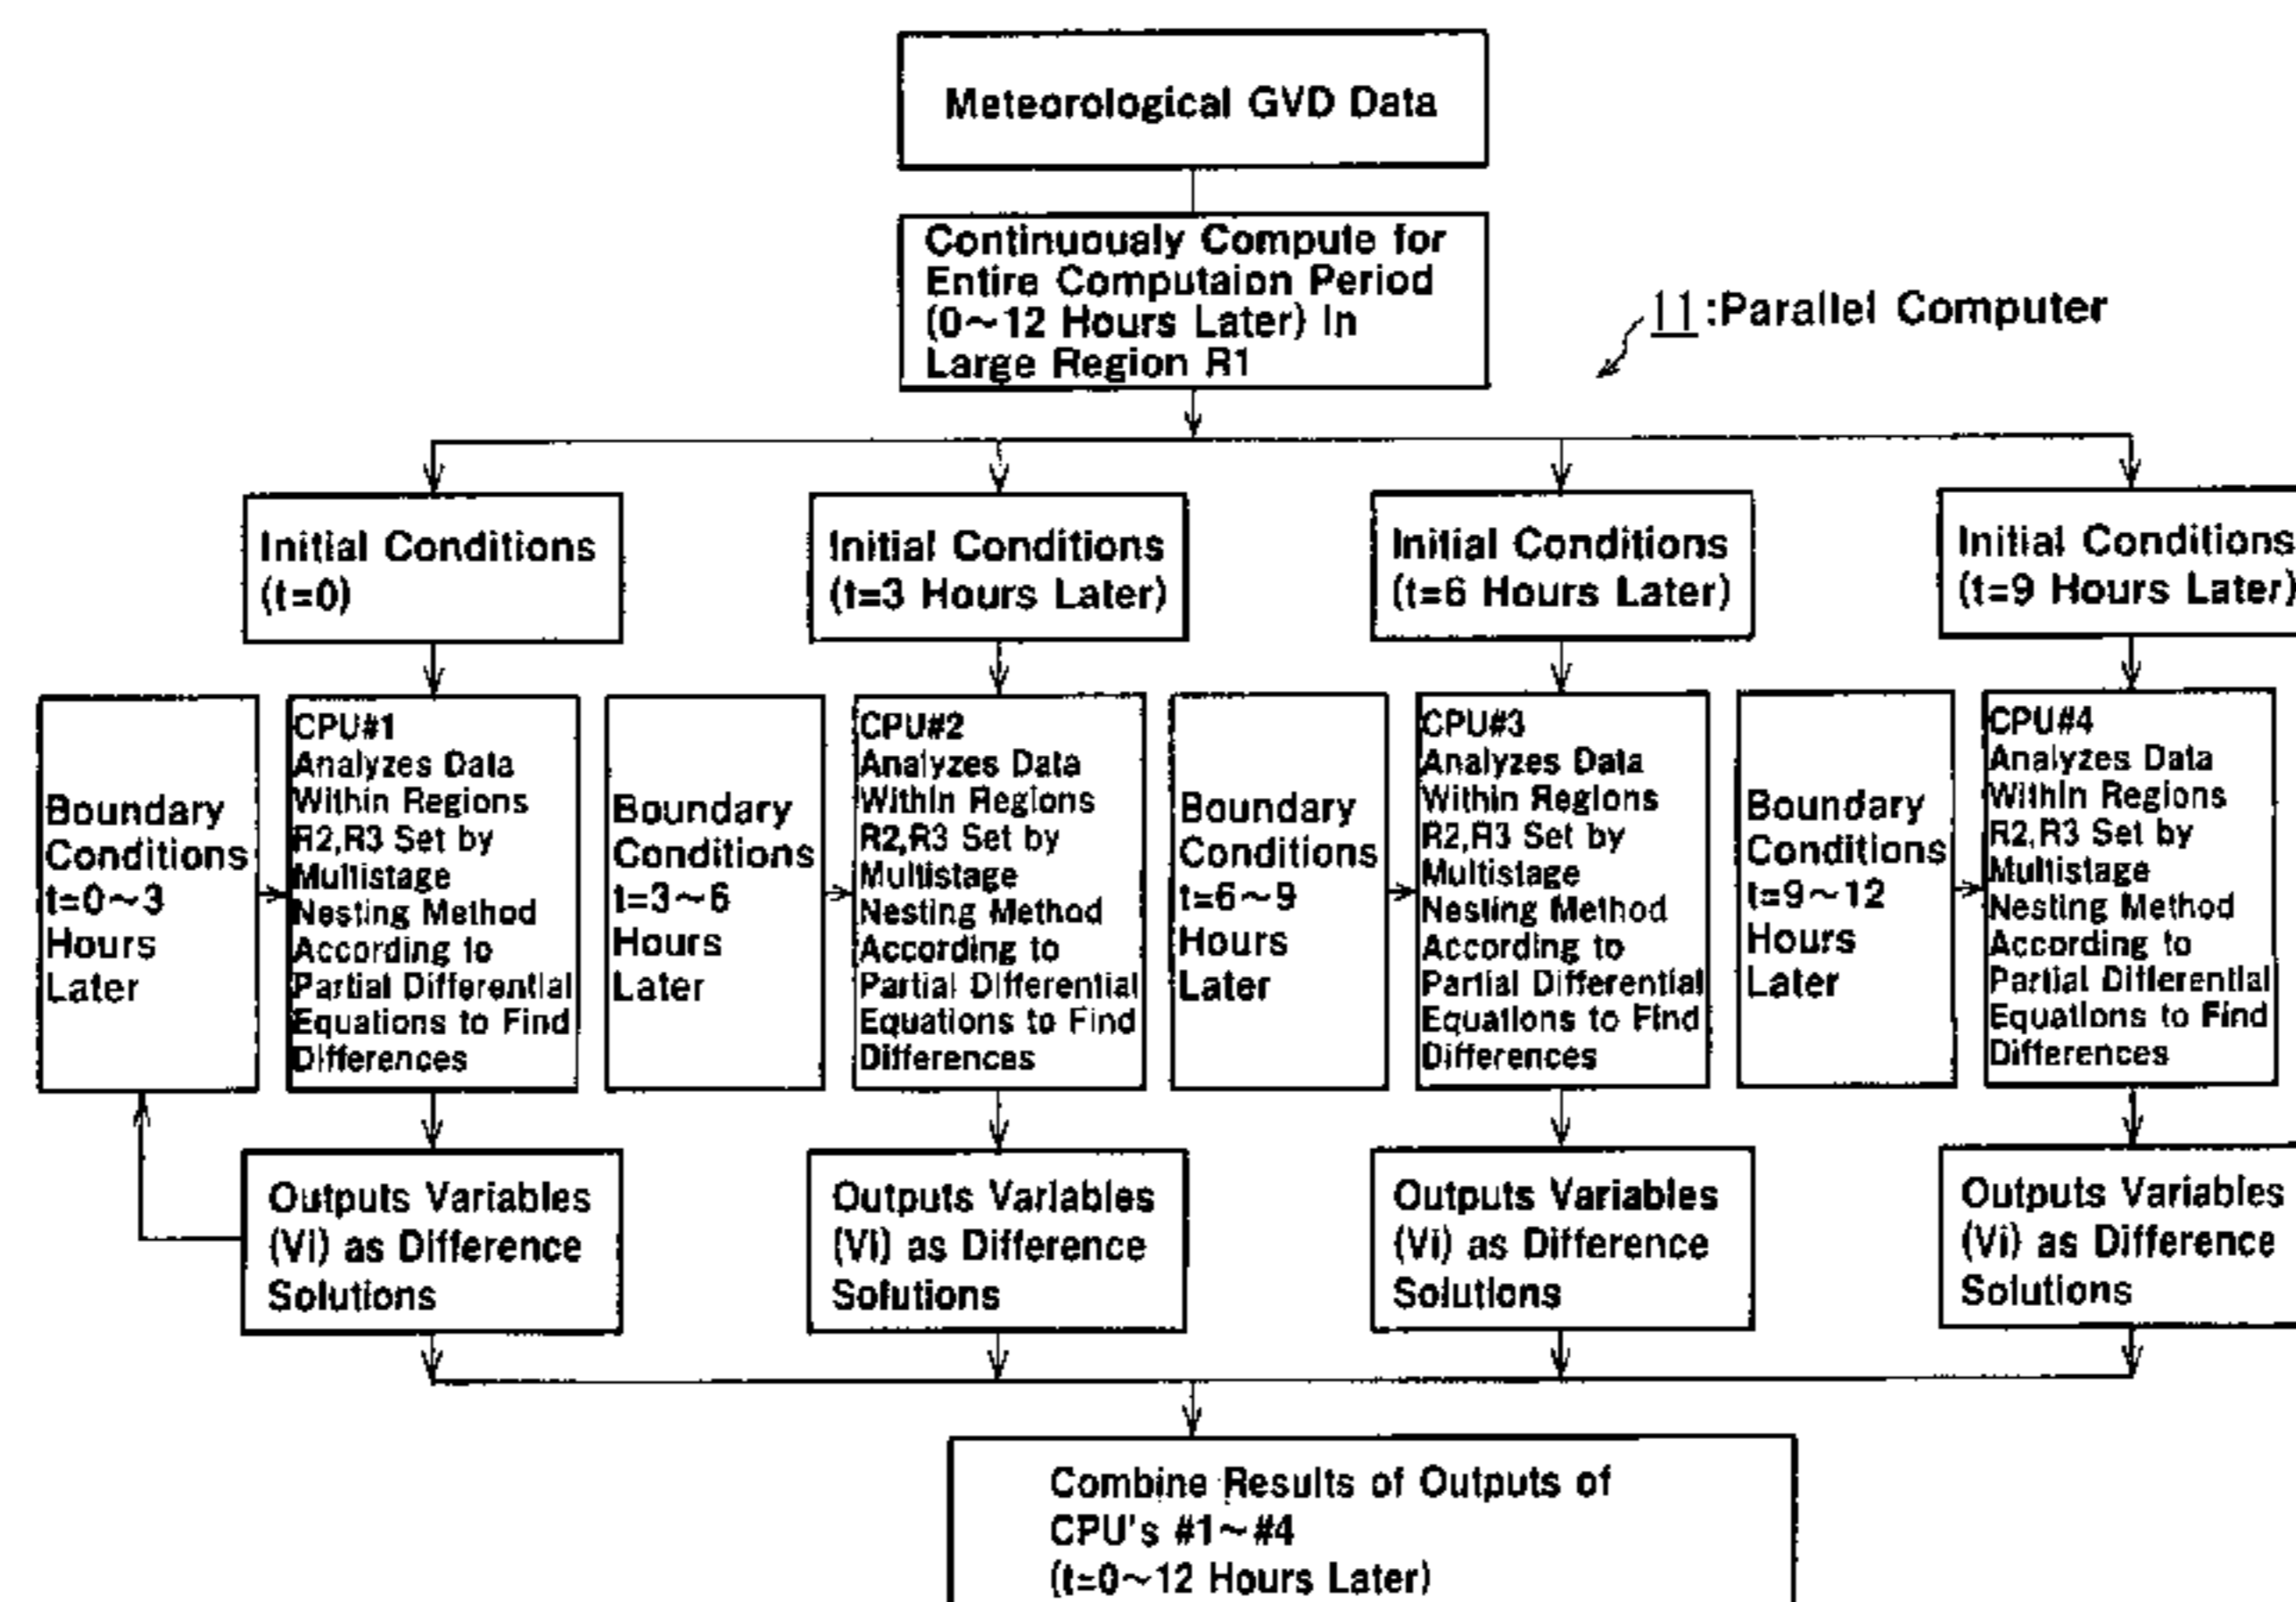 Meteorological GVD Data
Continuoualy Compute for
Entire Computaion Period
(0~12 Hours Later) In
Large Region R1
11:Parallel Computer
Initial Conditions
(t=0)
Initial Conditions
(t=3 Hours Later)
Initial Conditions
(t=6 Hours Later)
Initial Conditions
(t=9 Hours Later)
Boundary
Conditions
t=0~3
Hours
Later
CPU#1
Analyzes Data
Within Regions
R2,R3 Set by
Multistage
Nesting Method
According to
Partial Differential
Equations to Find
Differences
Boundary
Conditions
t=3~6
Hours
Later
CPU#2
Analyzes Data
Within Regions
R2,R3 Set by
Multistage
Nesting Method
According to
Partial Differential
Equations to Find
Differences
Boundary
Conditions
t=6~9
Hours
Later
CPU#3
Analyzes Data
Within Regions
R2,R3 Set by
Multistage
Nesting Method
According to
Partial Differential
Equations to Find
Differences
Boundary
Conditions
t=9~12
Hours
Later
CPU#4
Analyzes Data
Within Regions
R2,R3 Set by
Multistage
Nesting Method
According to
Partial Differential
Equations to Find
Differences
Outputs Variables
(Vi) as Difference
Solutions
Outputs Variables
(Vi) as Difference
Solutions
Outputs Variables
(Vi) as Difference
Solutions
Outputs Variables
(Vi) as Difference
Solutions
Combine Results of Outputs of
CPU's #1~#4
(t=0~12 Hours Later)